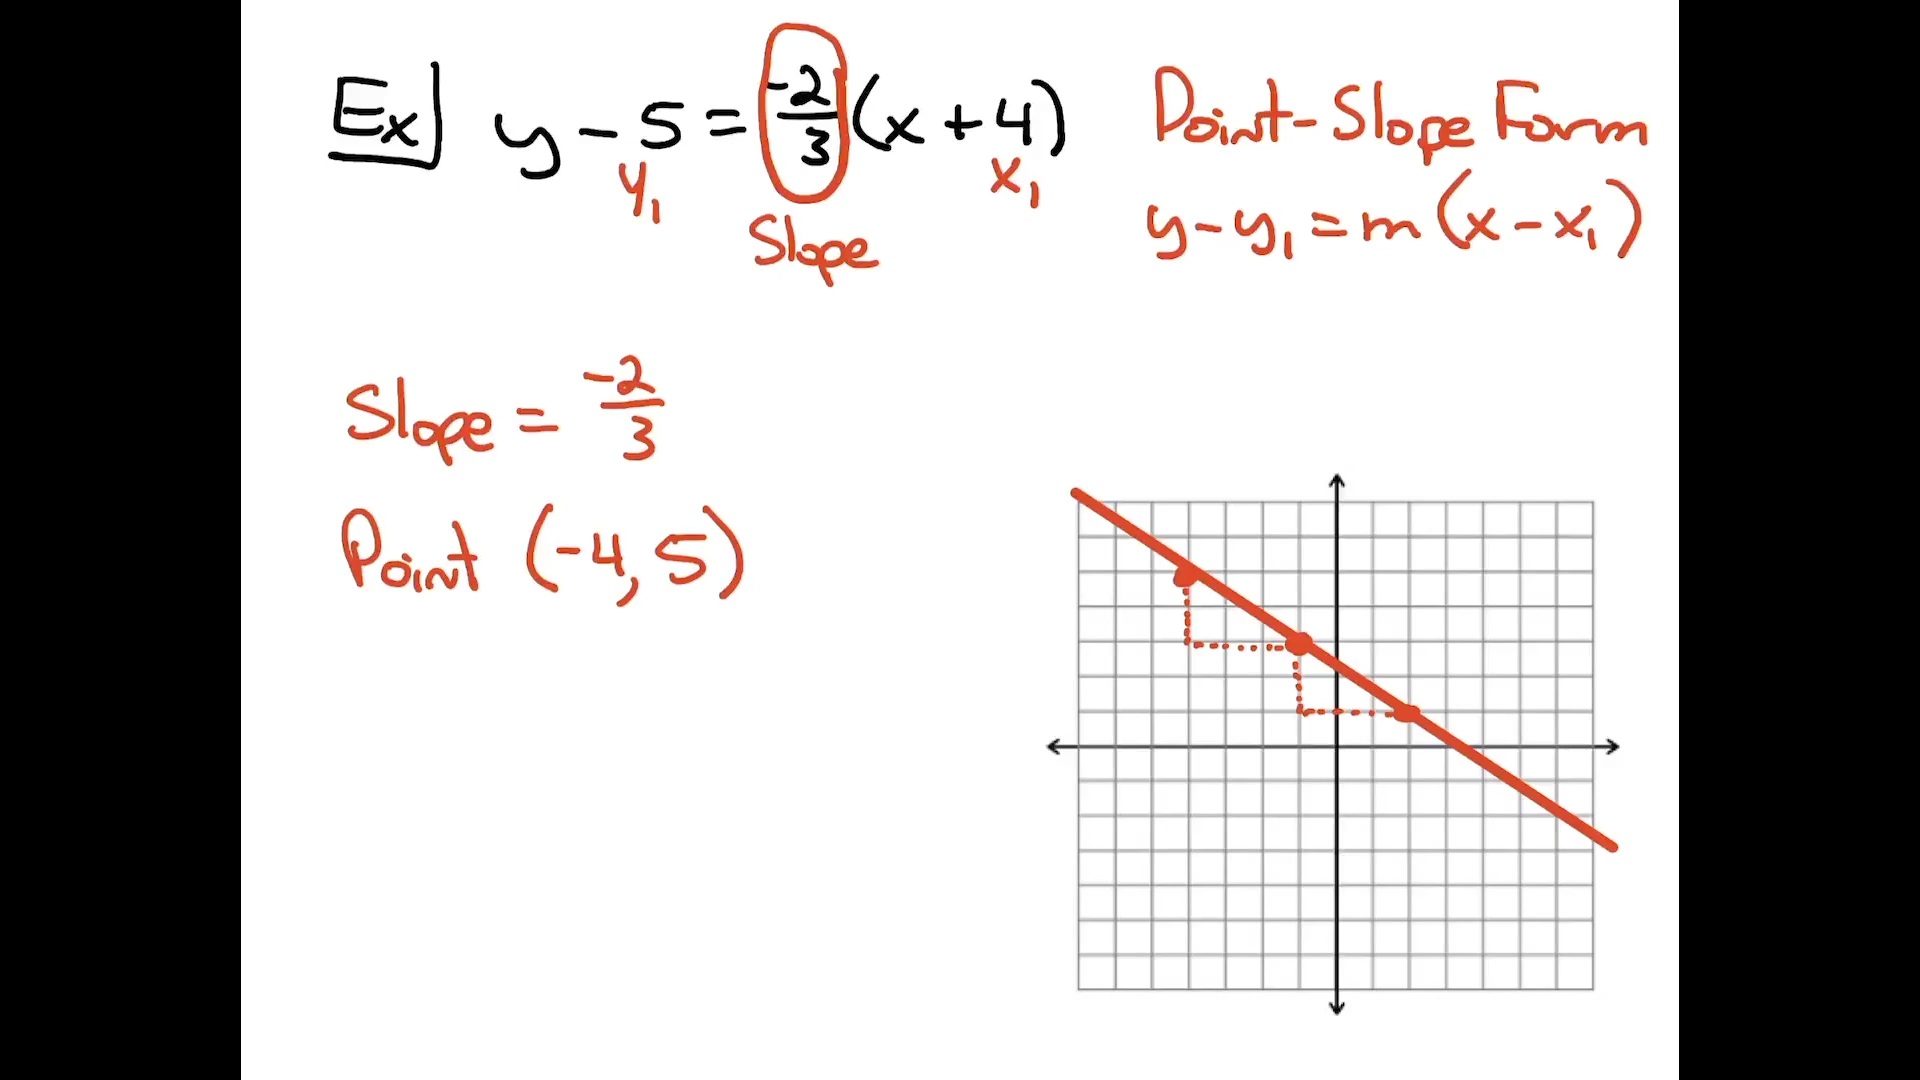 Ex y - 5 = -2/3 (x + 4)
y₁ x₁
Slope
Point-Slope Form
y - y₁ = m(x - x₁)
Slope = -2/3
Point (-4, 5)